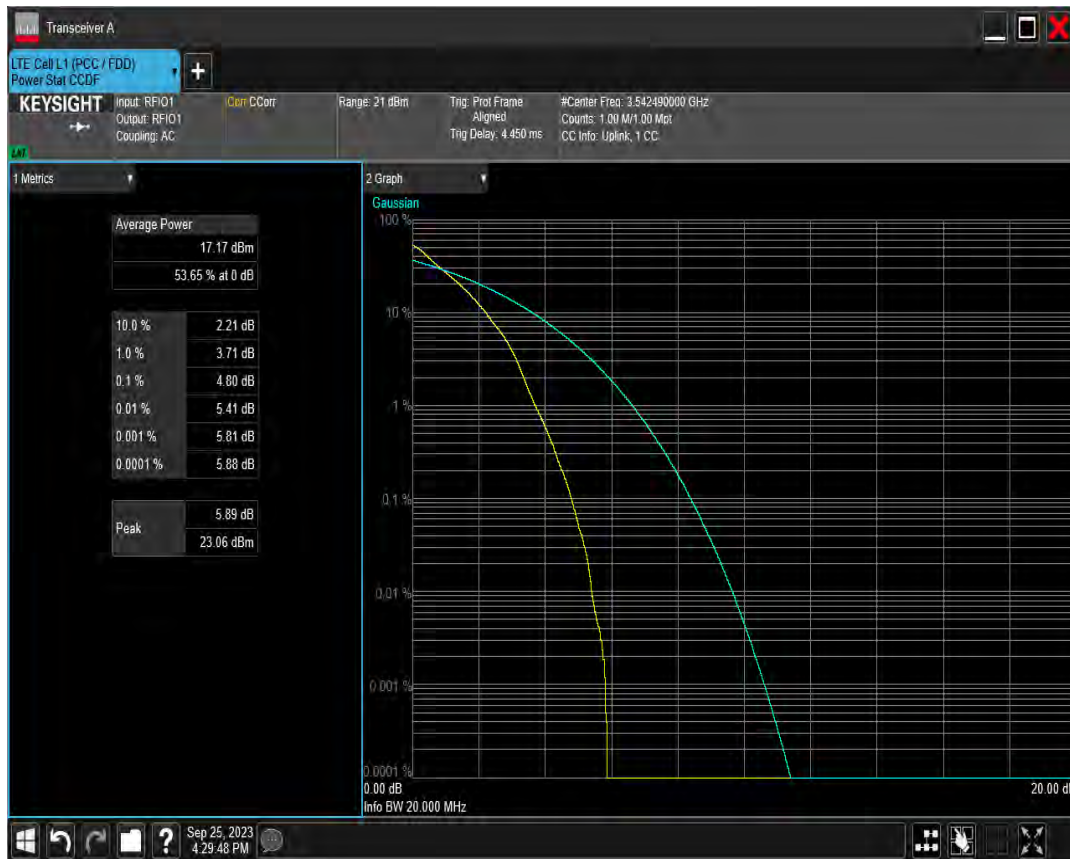 Transceiver A
LTE Cell L1 (PCC / FDD)
Power Stat CCDF
+
KEYSIGHT
Input: RFIO1
Output: RFIO1
Coupling: AC
Corr CCorr
Range: 21 dBm
Trig: Prot Frame
Aligned
Trig Delay: 4.450 ms
#Center Freq: 3.542490000 GHz
Counts: 1.00 M/1.00 Mpt
CC Info: Uplink, 1 CC
1 Metrics
Average Power
17.17 dBm
53.65 % at 0 dB
10.0 % 2.21 dB
1.0 % 3.71 dB
0.1 % 4.80 dB
0.01 % 5.41 dB
0.001 % 5.81 dB
0.0001 % 5.88 dB
Peak
5.89 dB
23.06 dBm
2 Graph
Gaussian
100 %
10 %
1 %
0.1 %
0.01 %
0.001 %
0.0001 %
0.00 dB
20.00 d
Info BW 20.000 MHz
?
Sep 25, 2023
4:29:48 PM